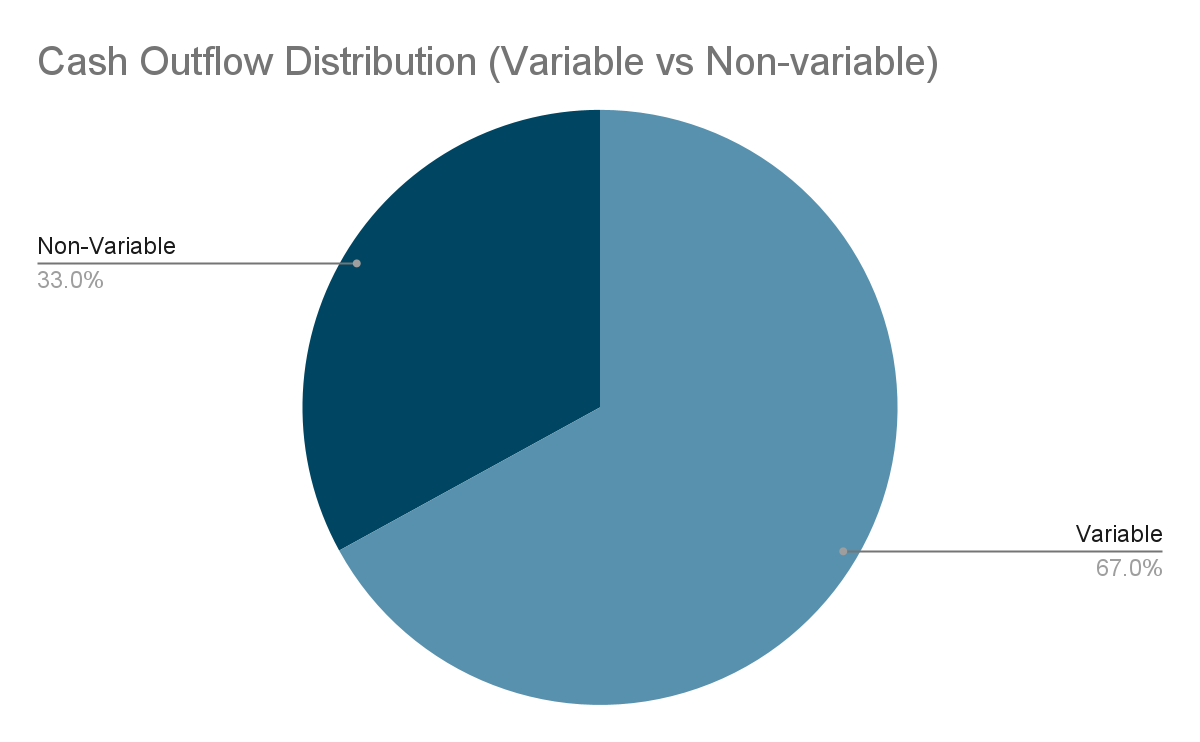 Cash Outflow Distribution (Variable vs Non-variable)
Non-Variable
33.0%
Variable
67.0%